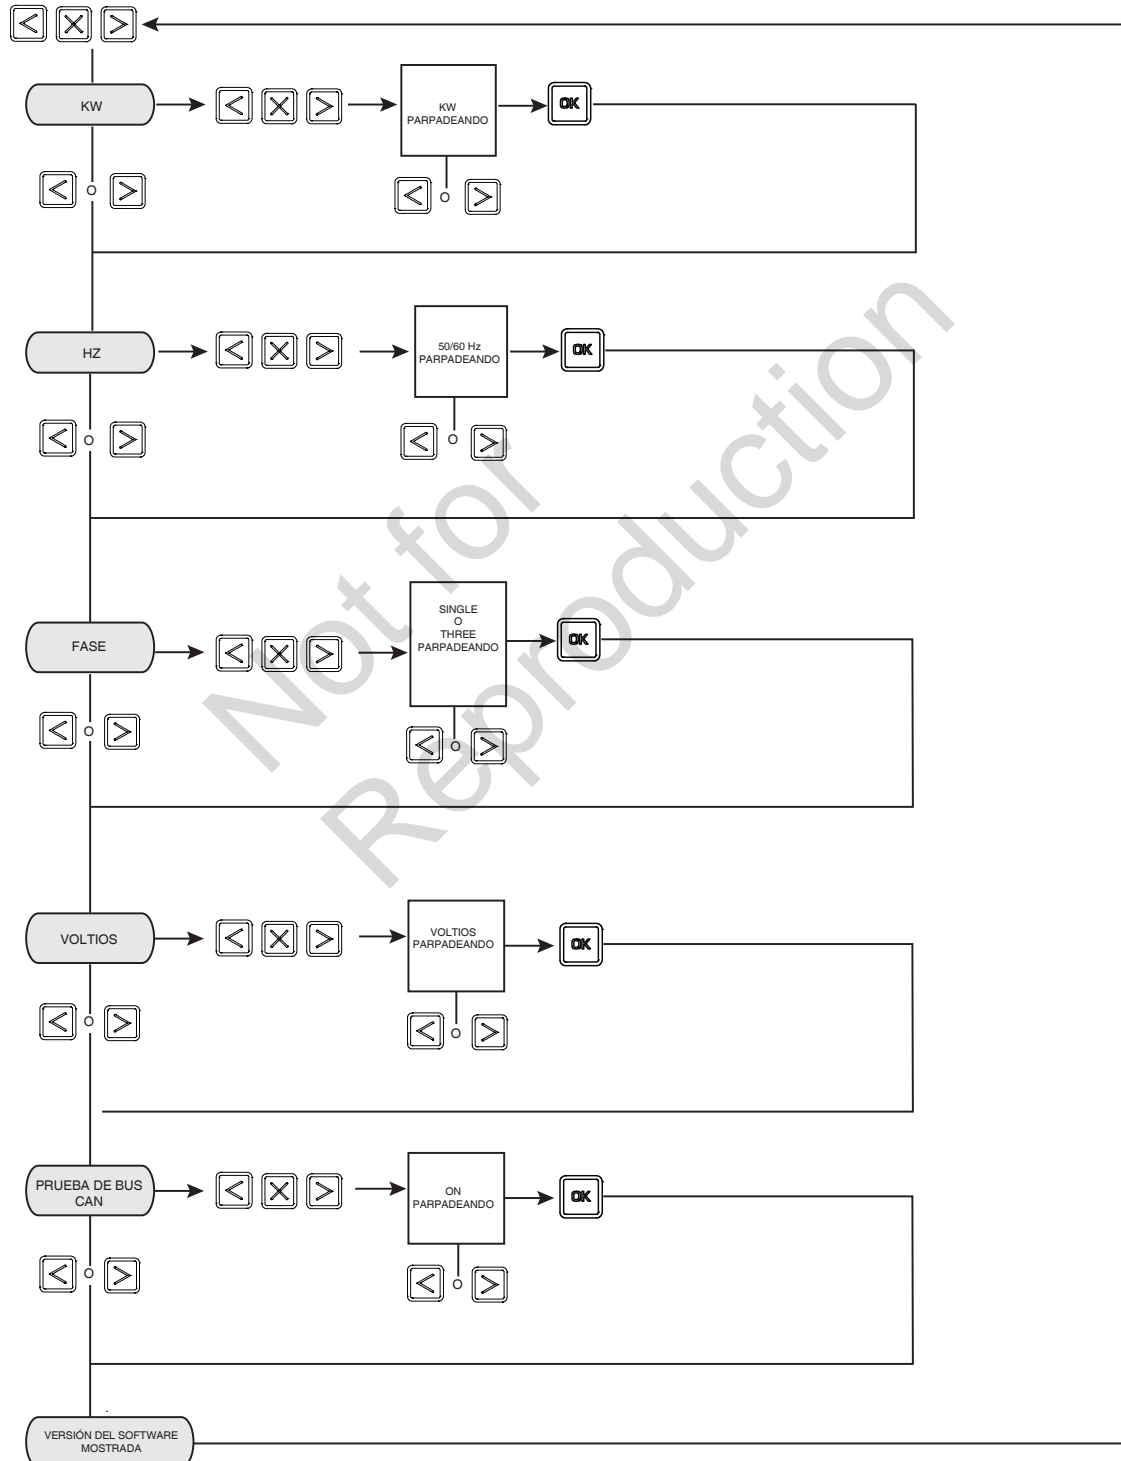 KW
KW
PARPADEANDO
OK
O
O
HZ
50/60 Hz
PARPADEANDO
OK
O
O
FASE
SINGLE
O
THREE
PARPADEANDO
OK
O
O
VOLTIOS
VOLTIOS
PARPADEANDO
OK
O
O
PRUEBA DE BUS
CAN
ON
PARPADEANDO
OK
O
O
VERSIÓN DEL SOFTWARE
MOSTRADA
Not for
Reproduction